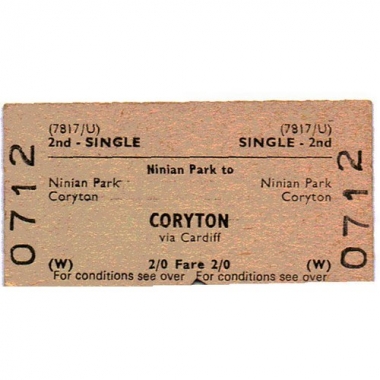 (7817/U) (7817/U)
2nd - SINGLE SINGLE - 2nd
Ninian Park to
Ninian Park Ninian Park
Coryton Coryton
CORYTON
via Cardiff
(W) 2/0 Fare 2/0 (W)
For conditions see over For conditions see over
0712
0712